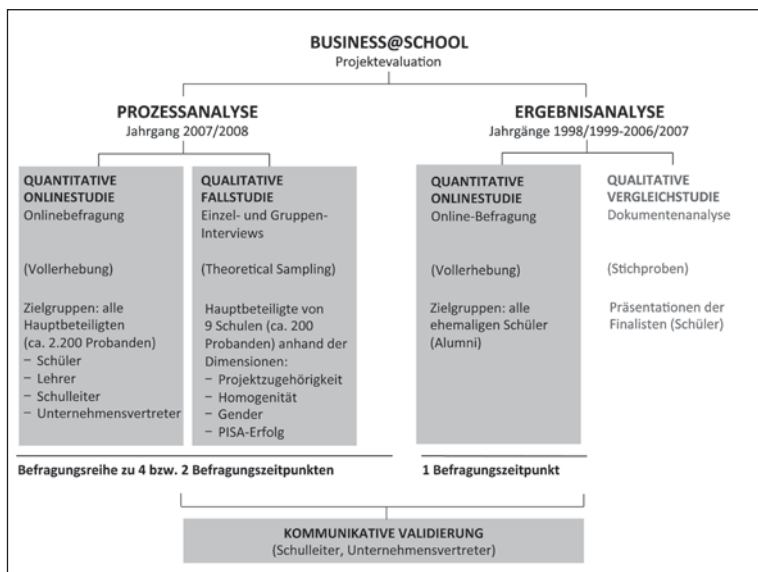 BUSINESS@SCHOOL
Projektevaluation
PROZESSANALYSE
Jahrgang 2007/2008
QUANTITATIVE
ONLINESTUDIE
Onlinebefragung
(Vollerhebung)
Zielgruppen: alle
Hauptbeteiligten
(ca. 2.200 Probanden)
– Schüler
– Lehrer
– Schulleiter
– Unternehmensvertreter
QUALITATIVE
FALLSTUDIE
Einzel- und Gruppen-
Interviews
(Theoretical Sampling)
Hauptbeteiligte von
9 Schulen (ca. 200
Probanden) anhand der
Dimensionen:
– Projektzugehörigkeit
– Homogenität
– Gender
– PISA-Erfolg
Befragungsreihe zu 4 bzw. 2 Befragungszeitpunkten
ERGEBNISANALYSE
Jahrgänge 1998/1999-2006/2007
QUANTITATIVE
ONLINESTUDIE
Online-Befragung
(Vollerhebung)
Zielgruppen: alle
ehemaligen Schüler
(Alumni)
QUALITATIVE
VERGLEICHSTUDIE
Dokumentenanalyse
(Stichproben)
Präsentationen der
Finalisten (Schüler)
1 Befragungszeitpunkt
KOMMUNIKATIVE VALIDIERUNG
(Schulleiter, Unternehmensvertreter)